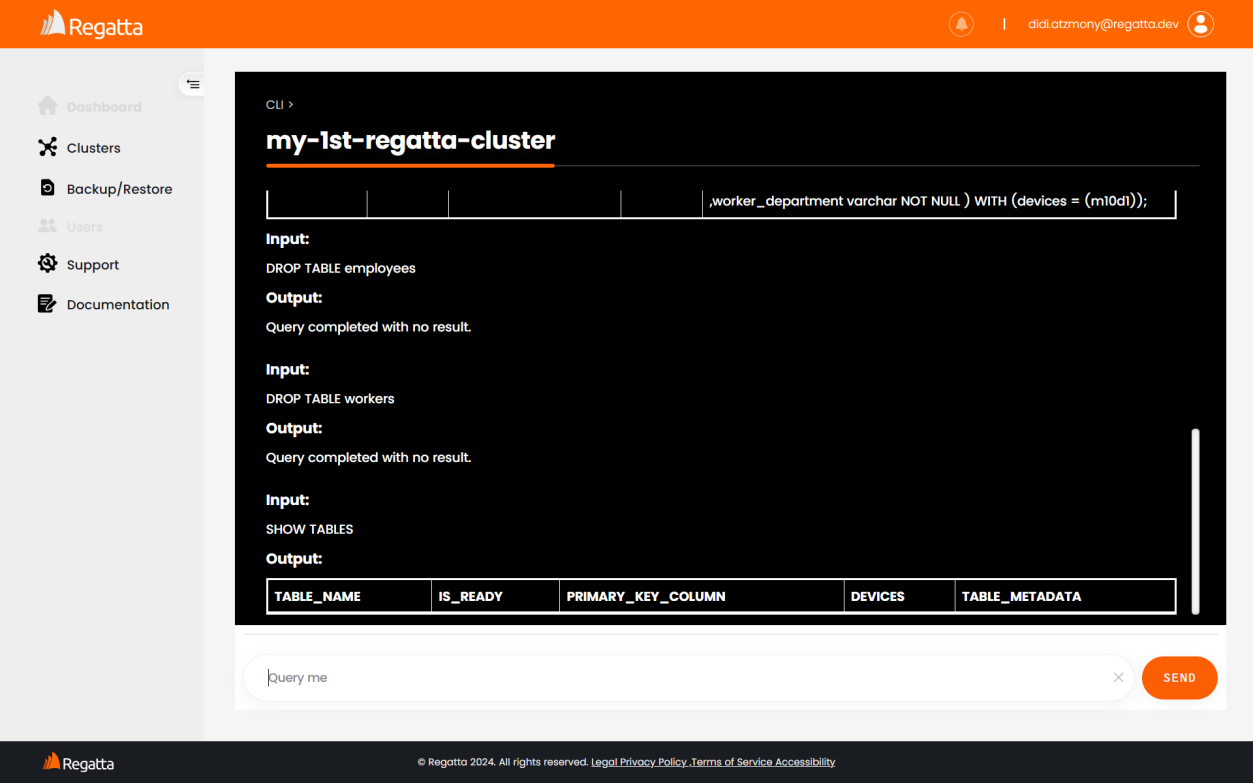 Regatta
|
didi.atzmony@regatta.dev
Dashboard
Clusters
Backup/Restore
Users
Support
Documentation
CLI >
my-1st-regatta-cluster
,worker_department varchar NOT NULL ) WITH (devices = (m10d1));
Input:
DROP TABLE employees
Output:
Query completed with no result.
Input:
DROP TABLE workers
Output:
Query completed with no result.
Input:
SHOW TABLES
Output:
TABLE_NAME IS_READY PRIMARY_KEY_COLUMN DEVICES TABLE_METADATA
Query me
SEND
Regatta
© Regatta 2024. All rights reserved. Legal Privacy Policy ,Terms of Service Accessibility